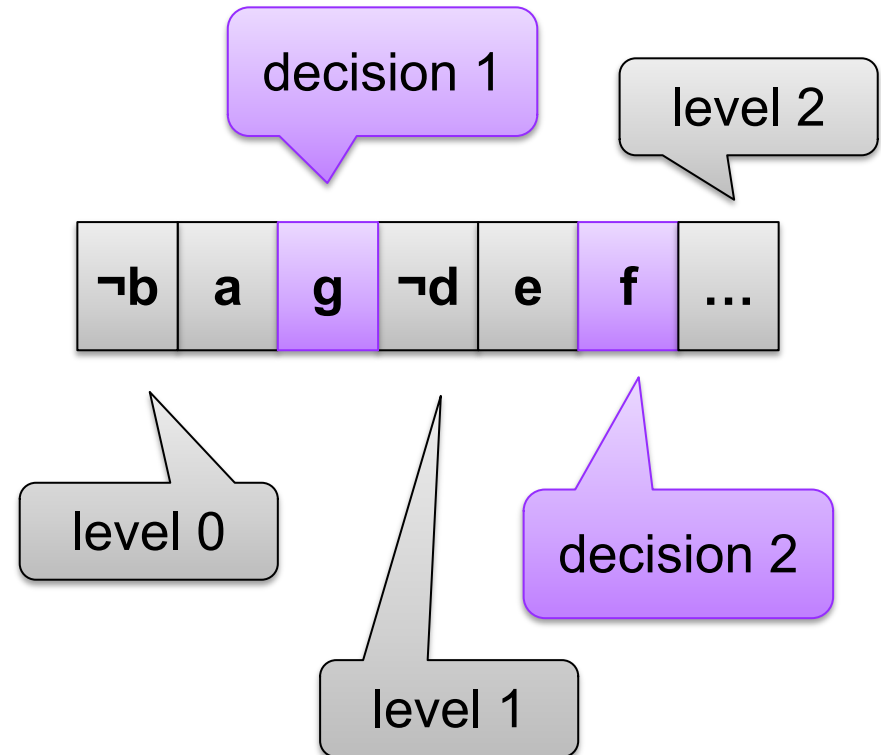 decision 1
level 2
¬b a g ¬d e f ...
level 0
decision 2
level 1